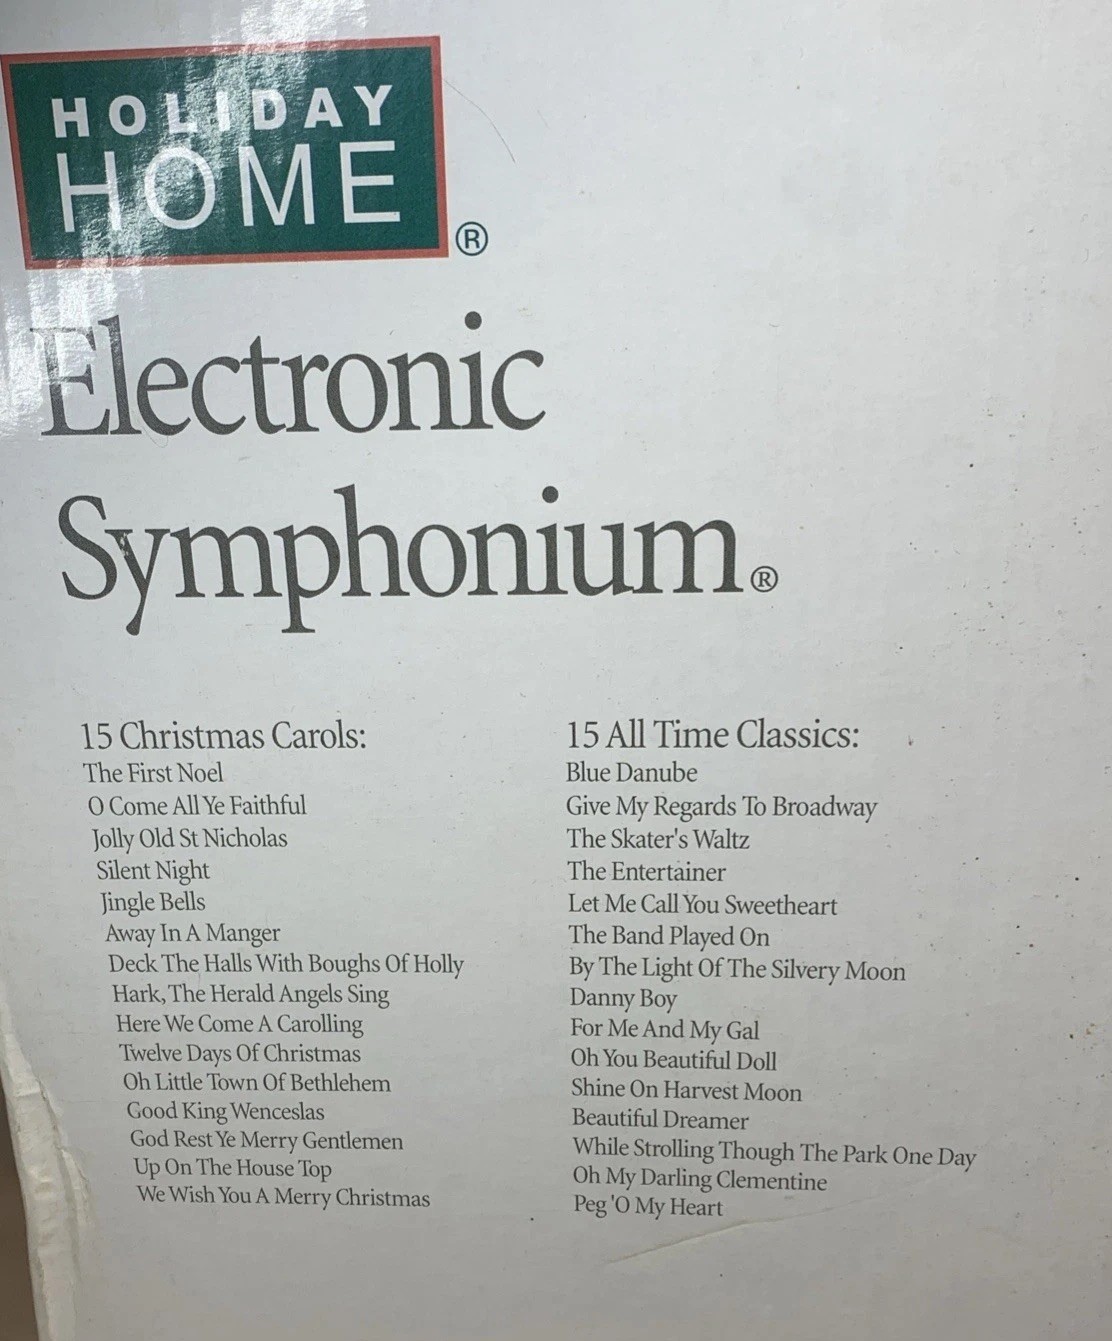 HOLIDAY
HOME
®
Electronic
Symphonium®
15 Christmas Carols:
The First Noel
O Come All Ye Faithful
Jolly Old St Nicholas
Silent Night
Jingle Bells
Away In A Manger
Deck The Halls With Boughs Of Holly
Hark, The Herald Angels Sing
Here We Come A Carolling
Twelve Days Of Christmas
Oh Little Town Of Bethlehem
Good King Wenceslas
God Rest Ye Merry Gentlemen
Up On The House Top
We Wish You A Merry Christmas
15 All Time Classics:
Blue Danube
Give My Regards To Broadway
The Skater's Waltz
The Entertainer
Let Me Call You Sweetheart
The Band Played On
By The Light Of The Silvery Moon
Danny Boy
For Me And My Gal
Oh You Beautiful Doll
Shine On Harvest Moon
Beautiful Dreamer
While Strolling Though The Park One Day
Oh My Darling Clementine
Peg 'O My Heart